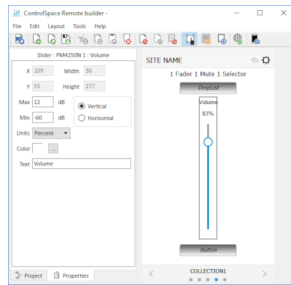 ControlSpace Remote builder -
File Edit Layout Tools Help
Slider : PM4250N 1 : Volume
X 109 Width 36
Y 55 Height 277
Max 12 dB Vertical
Min -60 dB Horizontal
Units Percent
Color ...
Text Volume
Project Properties
SITE NAME
1 Fader 1 Mute 1 Selector
DropList
Volume
83%
Button
COLLECTION1